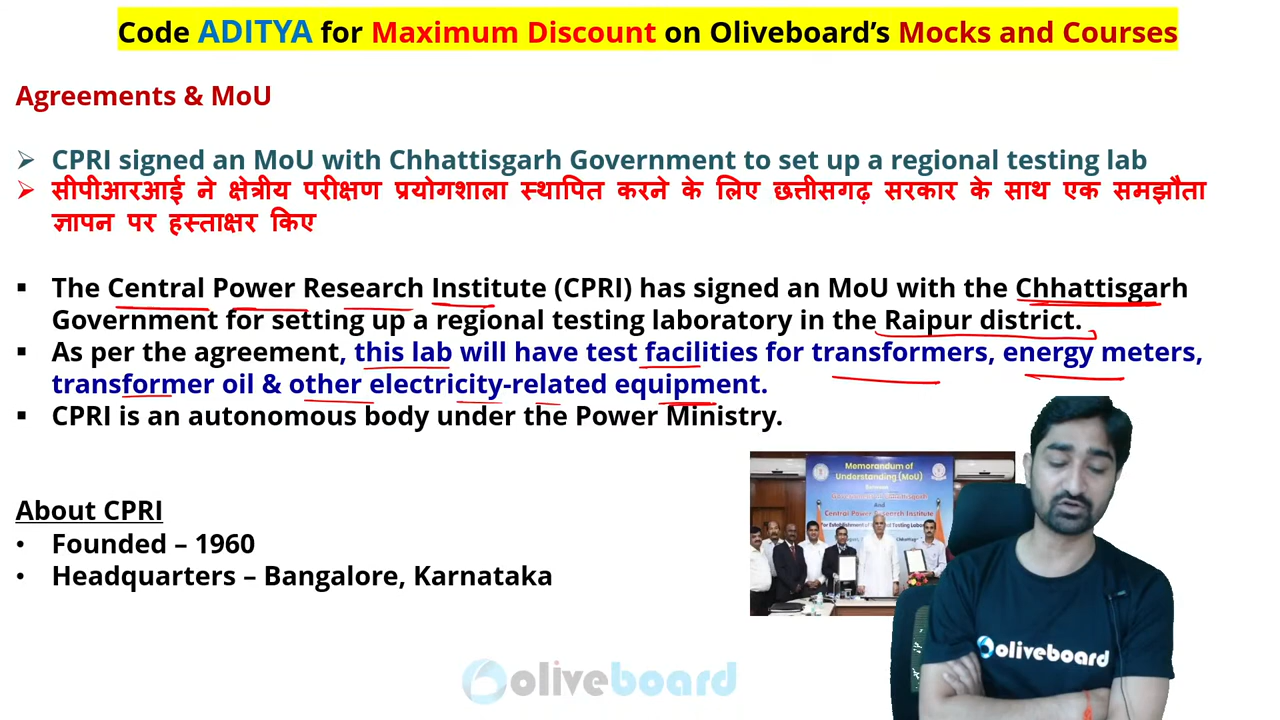 Code ADITYA for Maximum Discount on Oliveboard’s Mocks and Courses
Agreements & MoU
➢ CPRI signed an MoU with Chhattisgarh Government to set up a regional testing lab
➢ सीपीआरआई ने क्षेत्रीय परीक्षण प्रयोगशाला स्थापित करने के लिए छत्तीसगढ़ सरकार के साथ एक समझौता
ज्ञापन पर हस्ताक्षर किए
▪ The Central Power Research Institute (CPRI) has signed an MoU with the Chhattisgarh
Government for setting up a regional testing laboratory in the Raipur district.
▪ As per the agreement, this lab will have test facilities for transformers, energy meters,
transformer oil & other electricity-related equipment.
▪ CPRI is an autonomous body under the Power Ministry.
Memorandum of
Understanding (MoU)
And
Central Power Research Institute
About CPRI
• Founded – 1960
• Headquarters – Bangalore, Karnataka
oliveboard
oliveboard